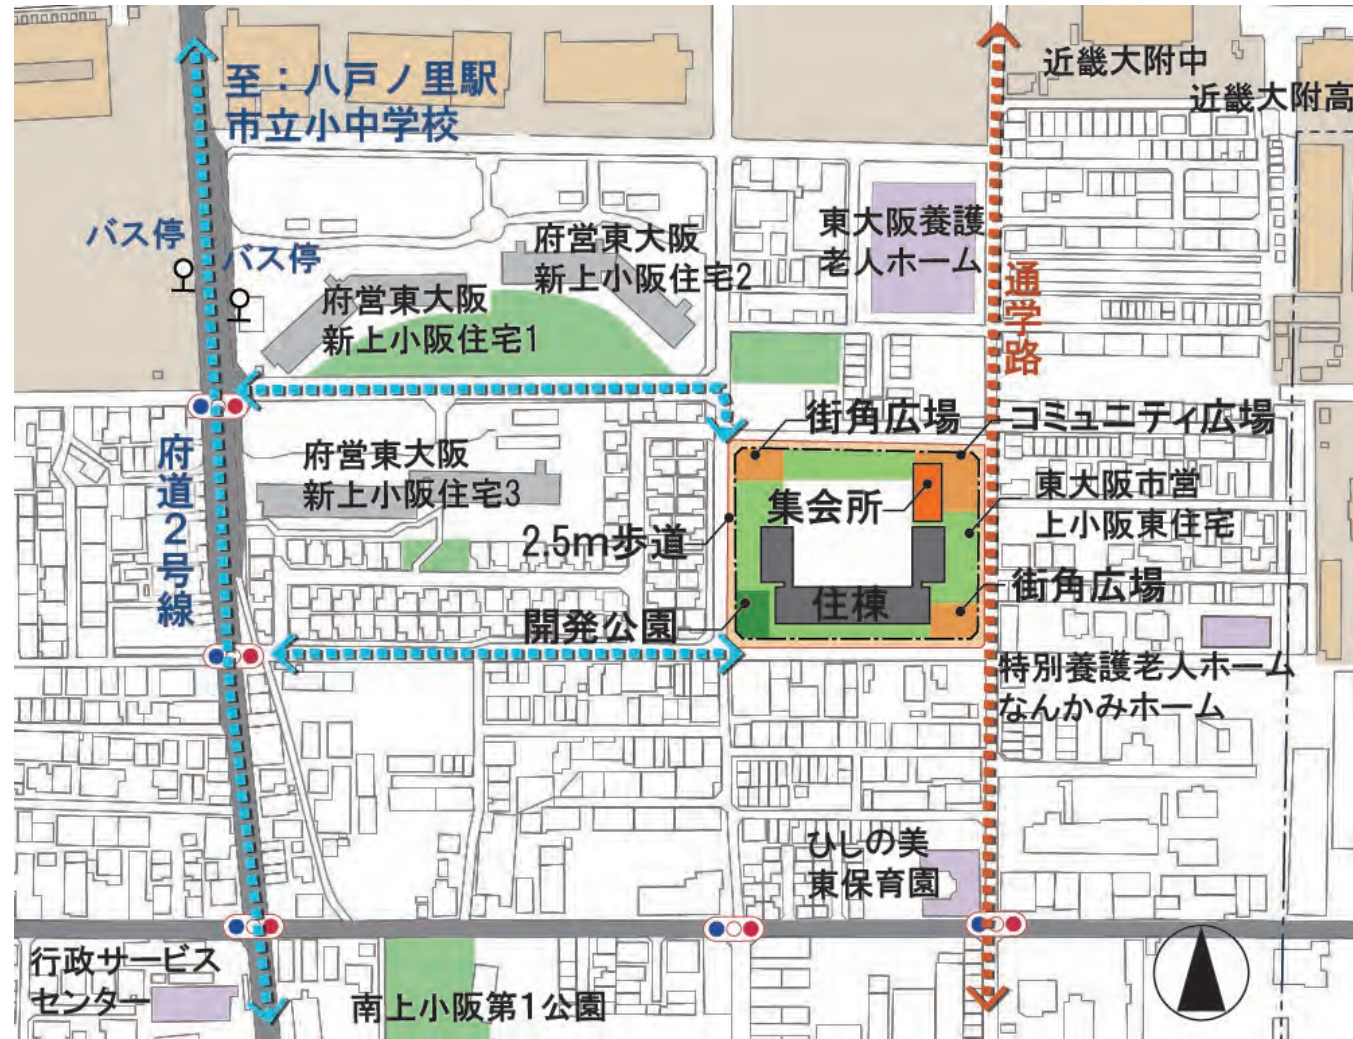 近畿大附中
至：八戸ノ里駅
近畿大附高
市立小中学校
バス停
バス停
府営東大阪
新上小阪住宅2
東大阪養護
老人ホーム
府営東大阪
新上小阪住宅1
通学路
街角広場
コミュニティ広場
府道2号線
府営東大阪
新上小阪住宅3
集会所
東大阪市営
上小阪東住宅
2.5m歩道
開発公園
住棟
街角広場
特別養護老人ホーム
なんかみホーム
ひしの美
東保育園
行政サービス
センター
南上小阪第1公園